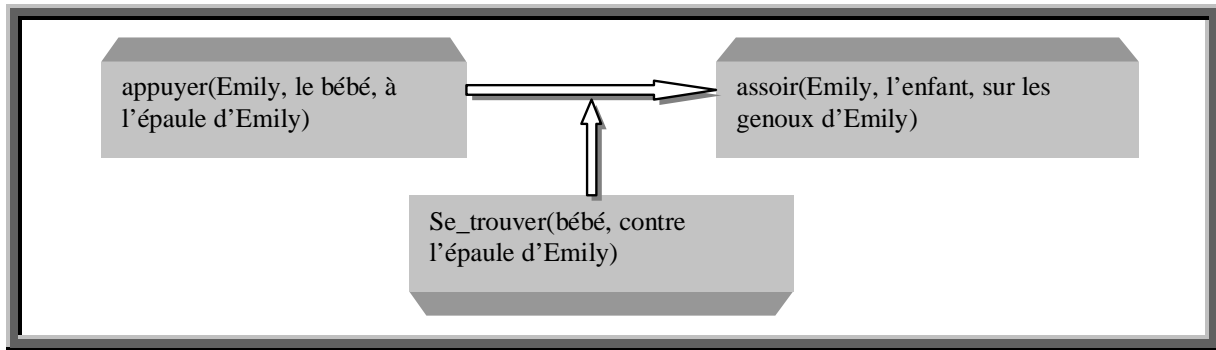 appuyer(Emily, le bébé, à
l’épaule d’Emily)
assoir(Emily, l’enfant, sur les
genoux d’Emily)
Se_trouver(bébé, contre
l’épaule d’Emily)